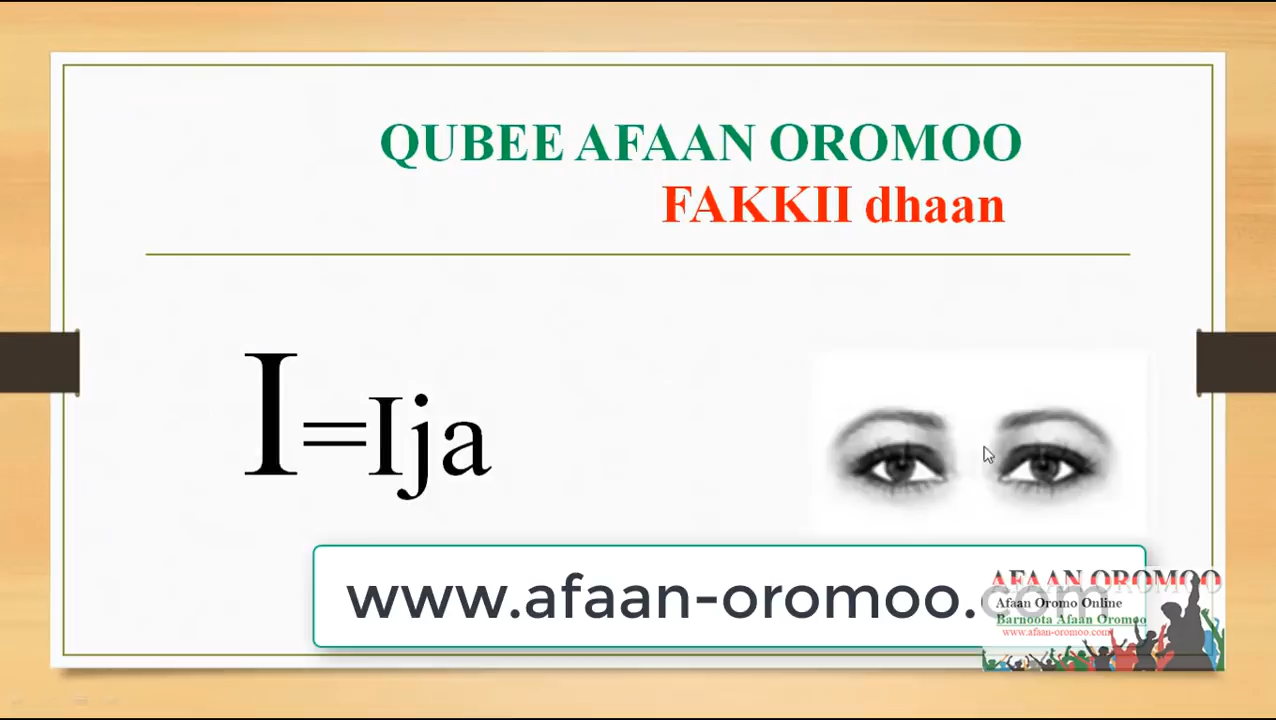 QUBEE AFAAN OROMOO
FAKKII dhaan
I=Ija
www.afaan-oromoo.com
AFAAN OROMOO
Afaan Oromo Online
Barnoota Afaan Oromoo
www.afaan-oromoo.com